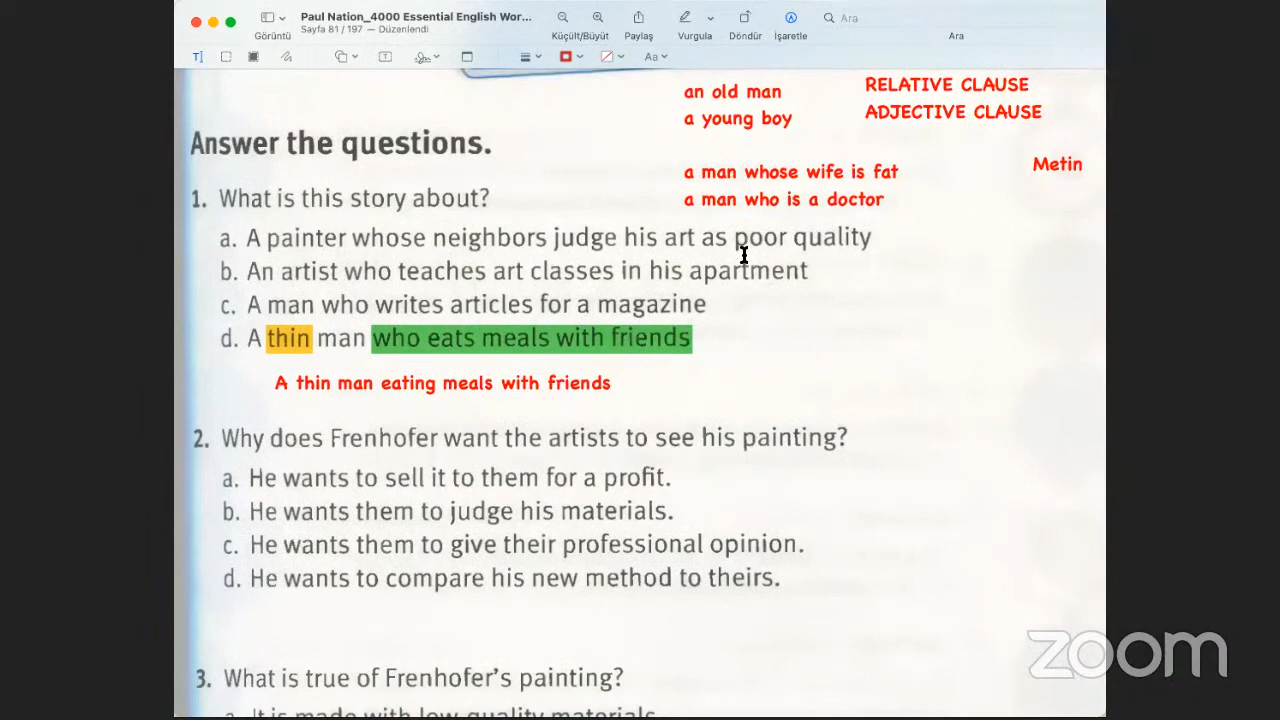 Paul Nation_4000 Essential English Wor...
Sayfa 81 / 197 — Düzenlendi
Görüntü
Küçült/Büyüt
Paylaş
Vurgula
Döndür
İşaretle
Ara
Ara
T
T
Aa
an old man
a young boy
RELATIVE CLAUSE
ADJECTIVE CLAUSE
Answer the questions.
a man whose wife is fat
a man who is a doctor
Metin
1. What is this story about?
a. A painter whose neighbors judge his art as poor quality
b. An artist who teaches art classes in his apartment
c. A man who writes articles for a magazine
d. A thin man who eats meals with friends
A thin man eating meals with friends
2. Why does Frenhofer want the artists to see his painting?
a. He wants to sell it to them for a profit.
b. He wants them to judge his materials.
c. He wants them to give their professional opinion.
d. He wants to compare his new method to theirs.
3. What is true of Frenhofer's painting?
a. It is made with low quality materials.
zoom